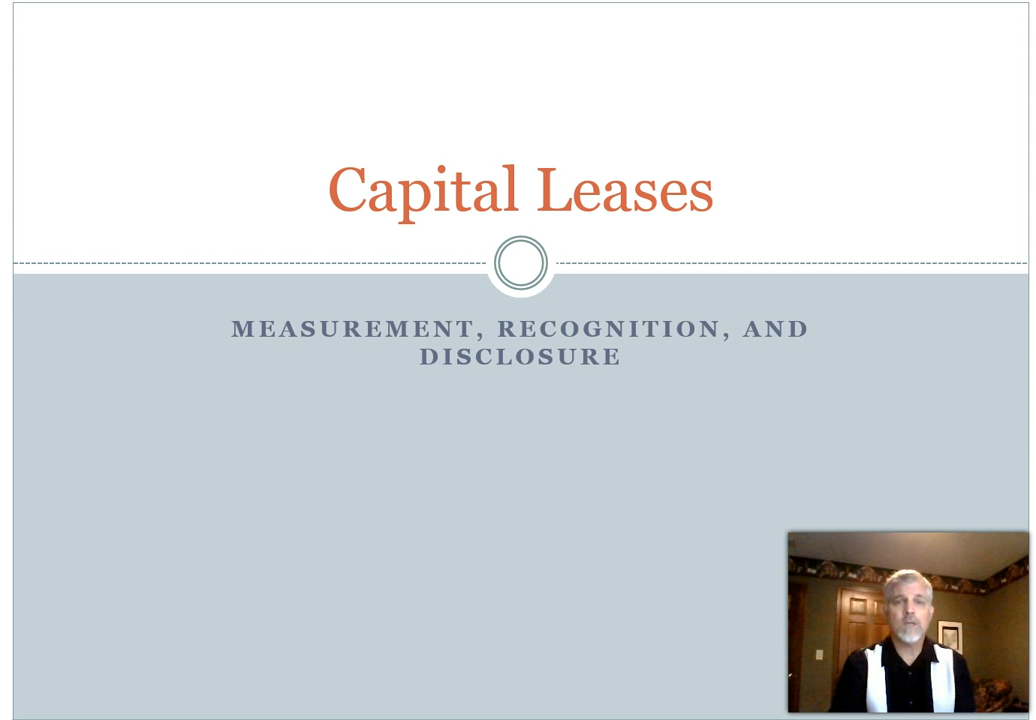 Capital Leases
MEASUREMENT, RECOGNITION, AND
DISCLOSURE